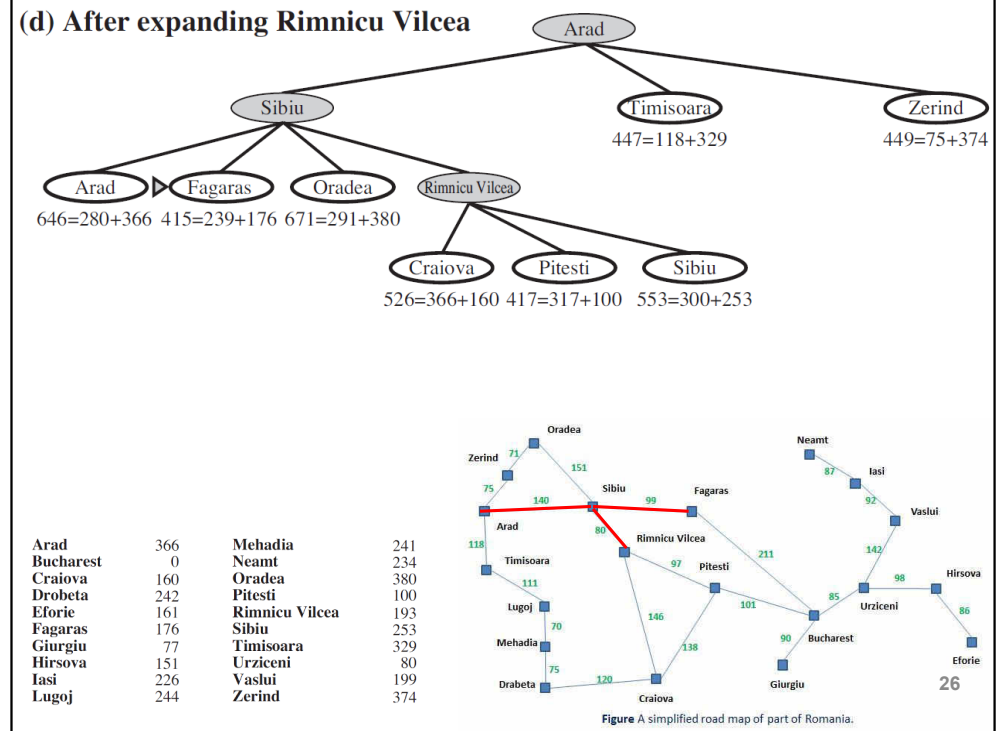 (d) After expanding Rimnicu Vilcea
Arad
Sibiu
Timisoara
Zerind
447=118+329
449=75+374
Arad
Fagaras
Oradea
Rimnicu Vilcea
646=280+366 415=239+176 671=291+380
Craiova
Pitesti
Sibiu
526=366+160 417=317+100 553=300+253
Arad 366 Mehadia 241
Bucharest 0 Neamt 234
Craiova 160 Oradea 380
Drobeta 242 Pitesti 100
Eforie 161 Rimnicu Vilcea 193
Fagaras 176 Sibiu 253
Giurgiu 77 Timisoara 329
Hirsova 151 Urziceni 80
Iasi 226 Vaslui 199
Lugoj 244 Zerind 374
Oradea
Neamt
Zerind
71
87
Iasi
151
75
Sibiu
Fagaras
92
140
99
Vaslui
Arad
80
118
Rimnicu Vilcea
211
142
Timisoara
97
Pitesti
98
Hirsova
111
Lugoj
101
85
Urziceni
86
146
70
Bucharest
Mehadia
138
90
Eforie
75
Giurgiu
Drabeta
120
Craiova
26
Figure A simplified road map of part of Romania.